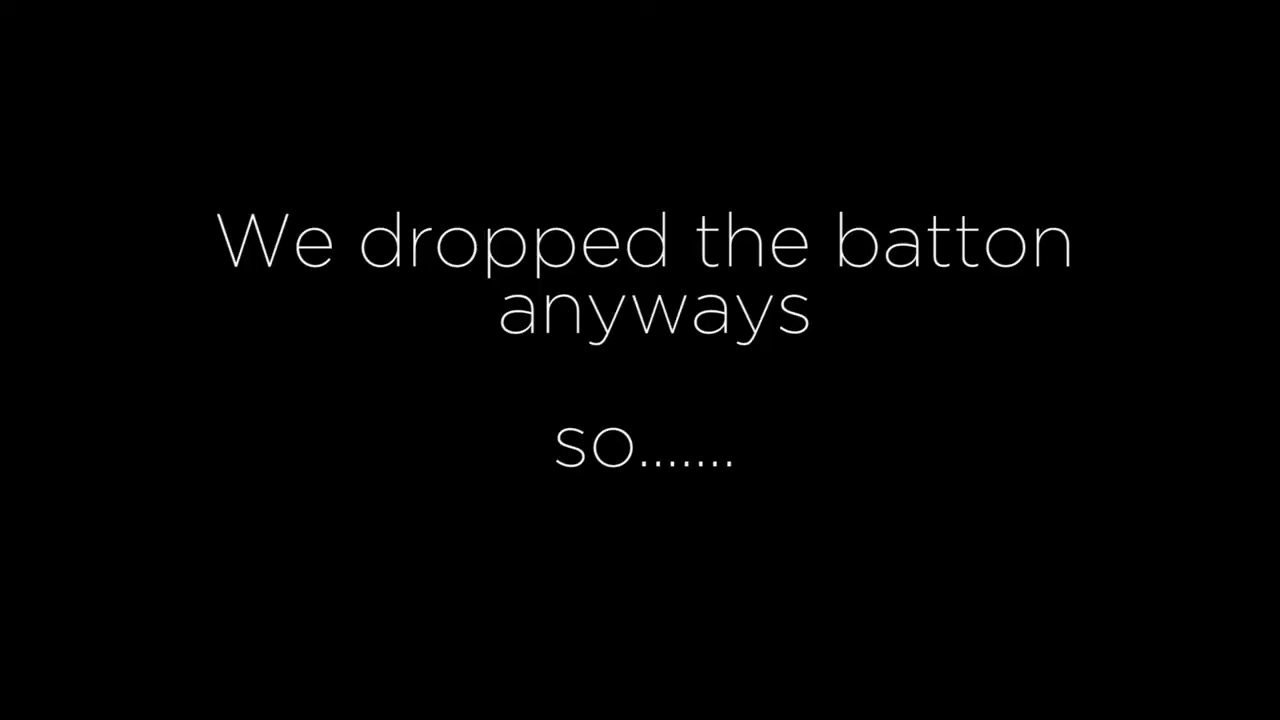 We dropped the batton
anyways
so.......